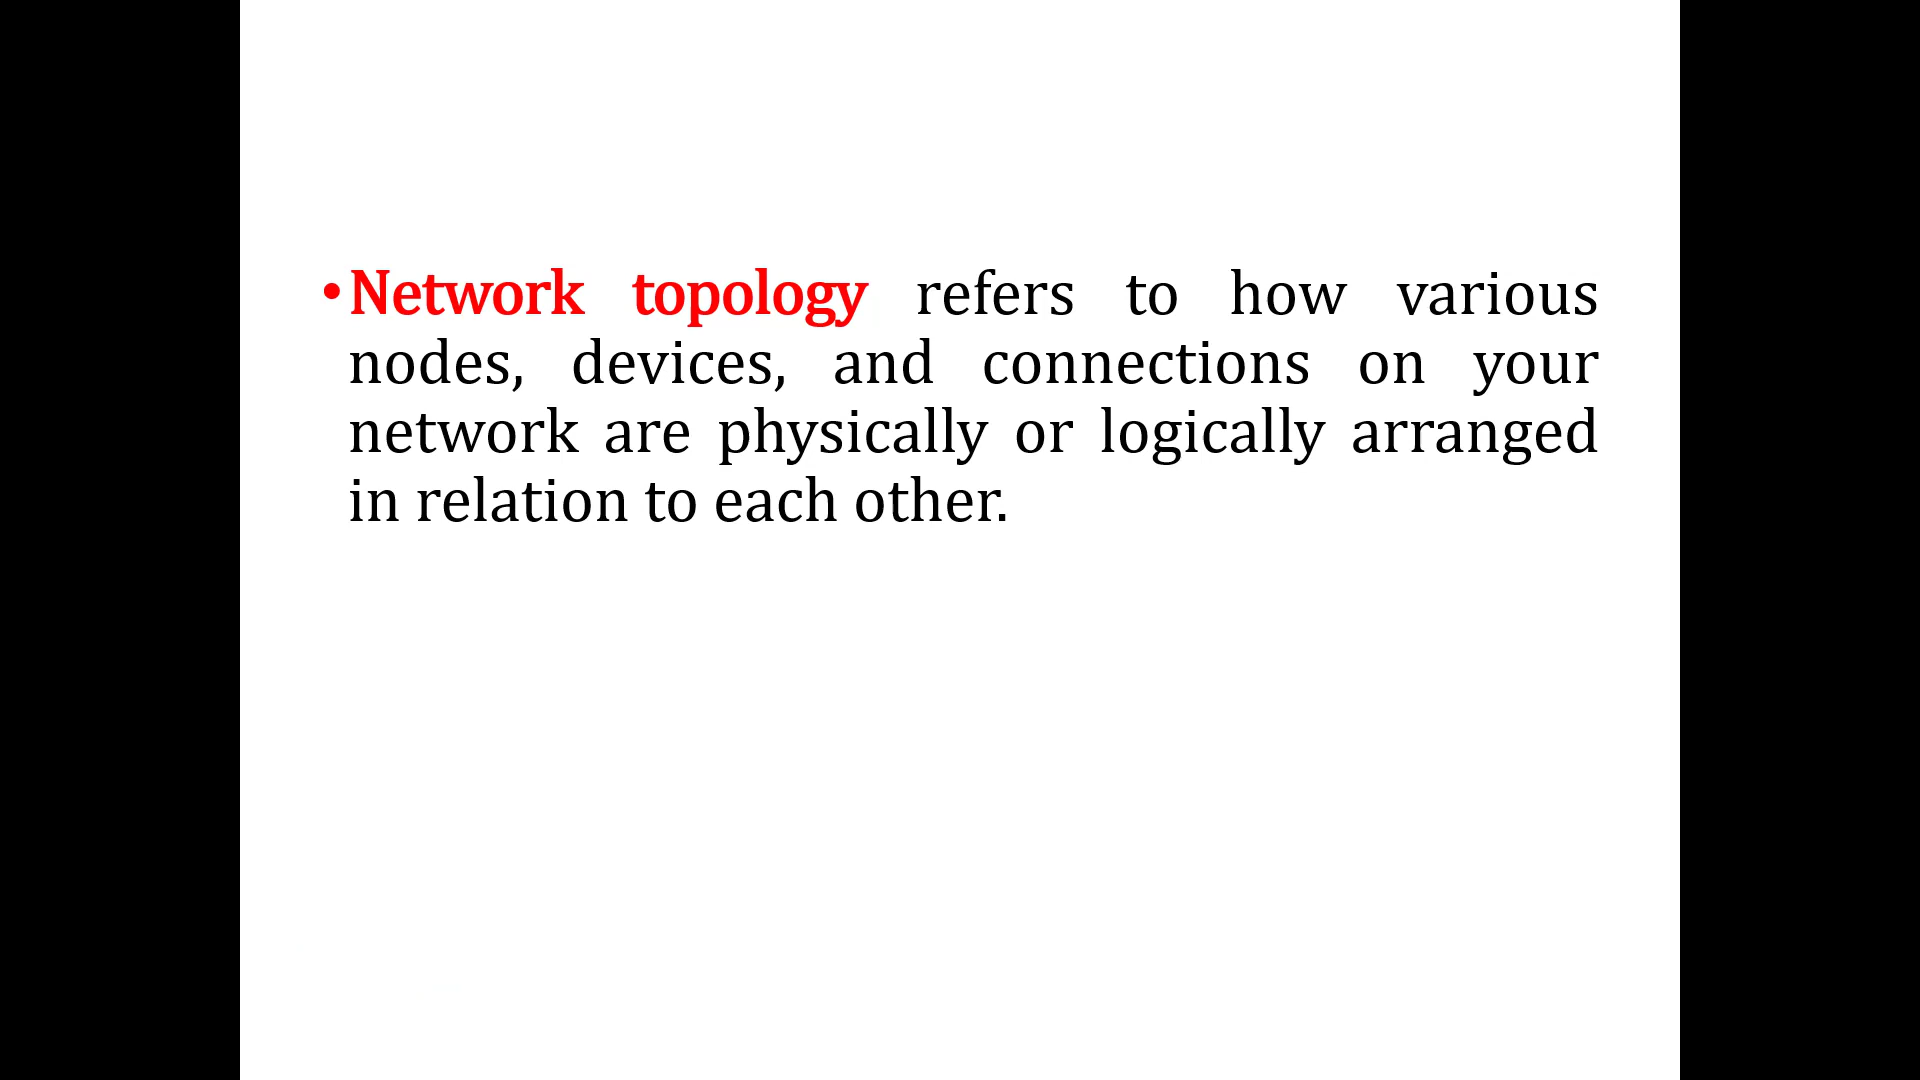 •Network topology refers to how various
nodes, devices, and connections on your
network are physically or logically arranged
in relation to each other.